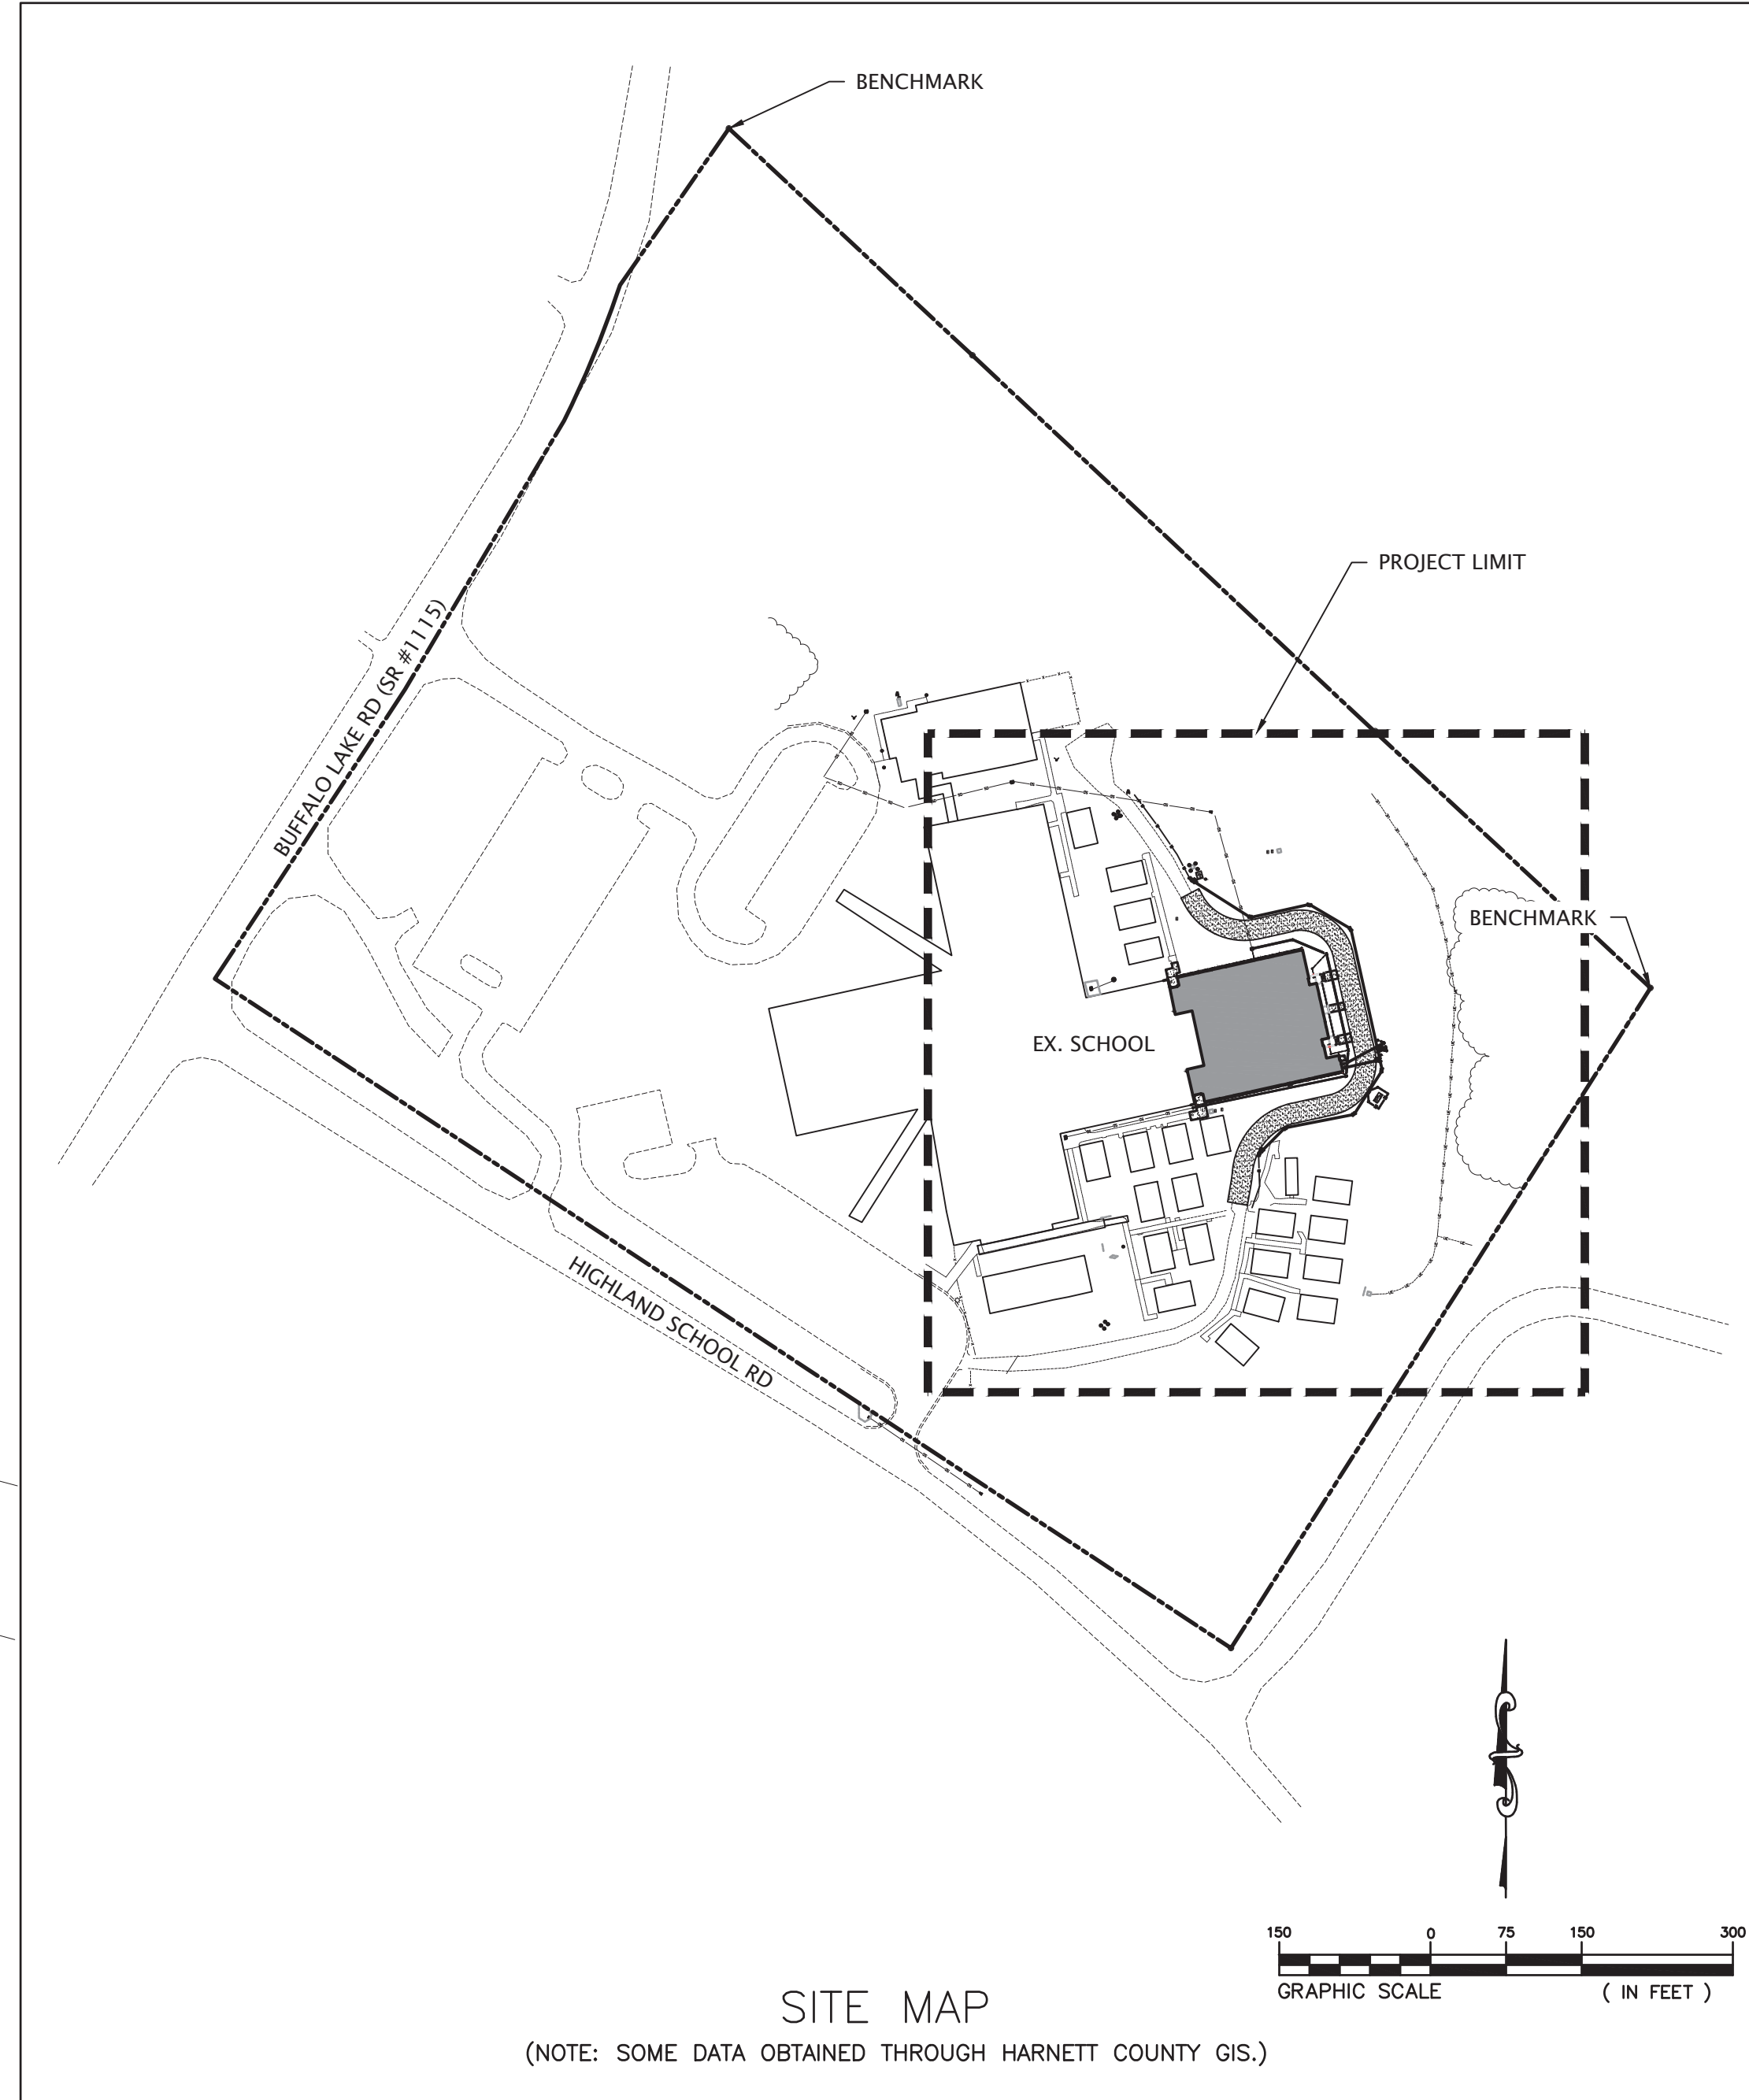 BENCHMARK
PROJECT LIMIT
BUFFALO LAKE RD (SR #1115)
BENCHMARK
EX. SCHOOL
HIGHLAND SCHOOL RD
150 0 75 150 300
GRAPHIC SCALE ( IN FEET )
SITE MAP
(NOTE: SOME DATA OBTAINED THROUGH HARNETT COUNTY GIS.)